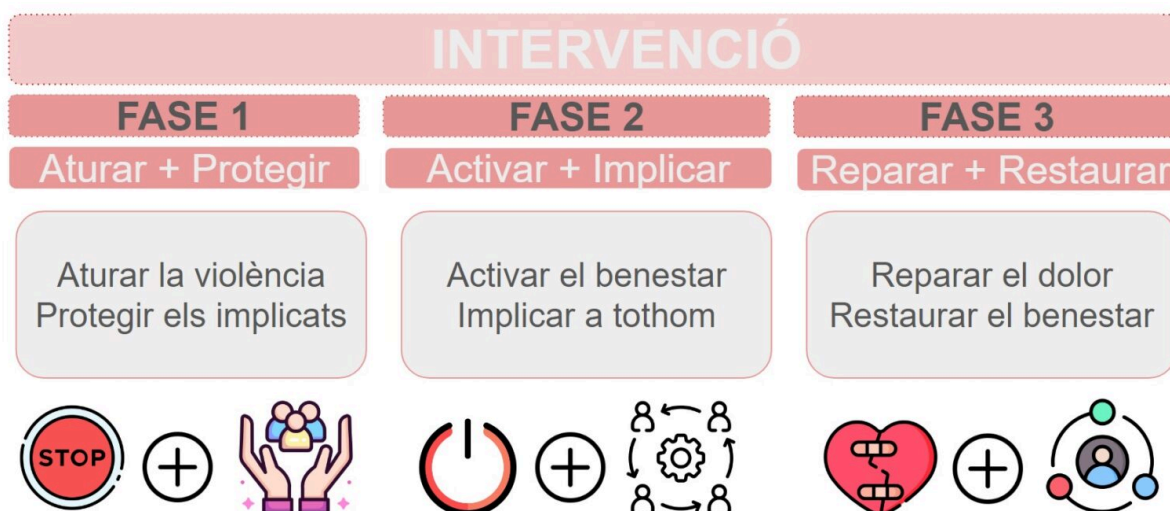 INTERVENCIÓ
FASE 1
Aturar + Protegir
Aturar la violència
Protegir els implicats
STOP
FASE 2
Activar + Implicar
Activar el benestar
Implicar a tothom
FASE 3
Reparar + Restaurar
Reparar el dolor
Restaurar el benestar